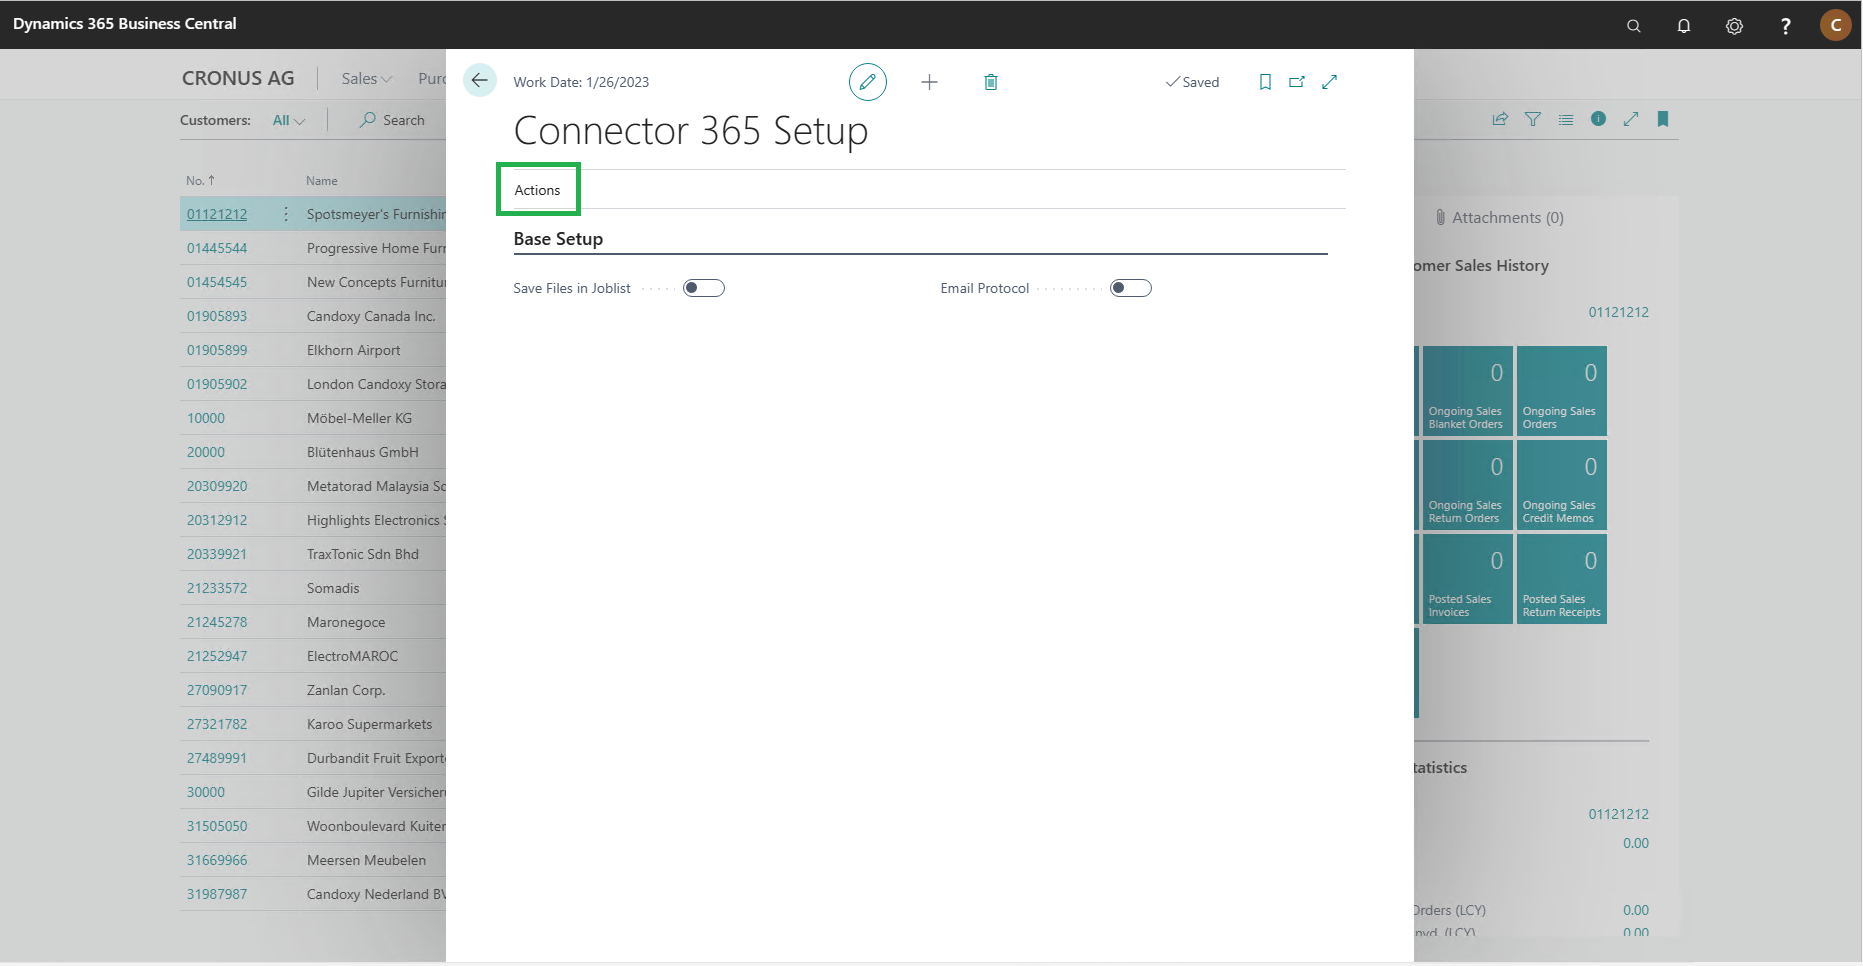 Dynamics 365 Business Central
?
C
CRONUS AG
Sales
Purc
Work Date: 1/26/2023
Saved
Customers:
All
Search
Connector 365 Setup
Actions
Base Setup
Save Files in Joblist
Email Protocol
No. ↑
Name
01121212
Spotsmeyer's Furnishin
01445544
Progressive Home Furn
01454545
New Concepts Furnitu
01905893
Candoxy Canada Inc.
01905899
Elkhorn Airport
01905902
London Candoxy Stora
10000
Möbel-Meller KG
20000
Blütenhaus GmbH
20309920
Metatorad Malaysia Sd
20312912
Highlights Electronics S
20339921
TraxTonic Sdn Bhd
21233572
Somadis
21245278
Maronegoce
21252947
ElectroMAROC
27090917
Zanlan Corp.
27321782
Karoo Supermarkets
27489991
Durbandit Fruit Exporte
30000
Gilde Jupiter Versicher
31505050
Woonboulevard Kuiter
31669966
Meersen Meubelen
31987987
Candoxy Nederland BV
Attachments (0)
omer Sales History
01121212
0
Ongoing Sales
Blanket Orders
0
Ongoing Sales
Orders
0
Ongoing Sales
Return Orders
0
Ongoing Sales
Credit Memos
0
Posted Sales
Invoices
0
Posted Sales
Return Receipts
tatistics
01121212
0.00
Orders (LCY)
0.00
nvd. (LCY)
0.00